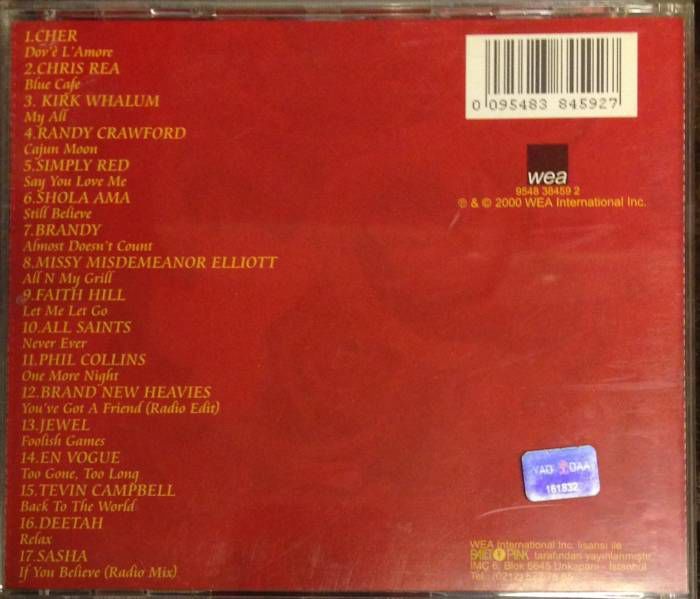 1.CHER
Dov'è L'Amore
2.CHRIS REA
Blue Cafe
3. KIRK WHALUM
My All
4.RANDY CRAWFORD
Cajun Moon
5.SIMPLY RED
Say You Love Me
6.SHOLA AMA
Still Believe
7.BRANDY
Almost Doesn't Count
8.MISSY MISDEMEANOR ELLIOTT
All N My Grill
9.FAITH HILL
Let Me Let Go
10.ALL SAINTS
Never Ever
11.PHIL COLLINS
One More Night
12.BRAND NEW HEAVIES
You've Got A Friend (Radio Edit)
13.JEWEL
Foolish Games
14.EN VOGUE
Too Gone, Too Long
15.TEVIN CAMPBELL
Back To The World
16.DEETAH
Relax
17.SASHA
If You Believe (Radio Mix)
0 095483 845927
wea
9548 38459 2
℗ & © 2000 WEA International Inc.
YAD DAA
161832
WEA International Inc. lisansı ile
tarafından yayınlanmıştır.
IMC 6. Blok 6645 Unkapanı - İstanbul
Tel.: (0212)